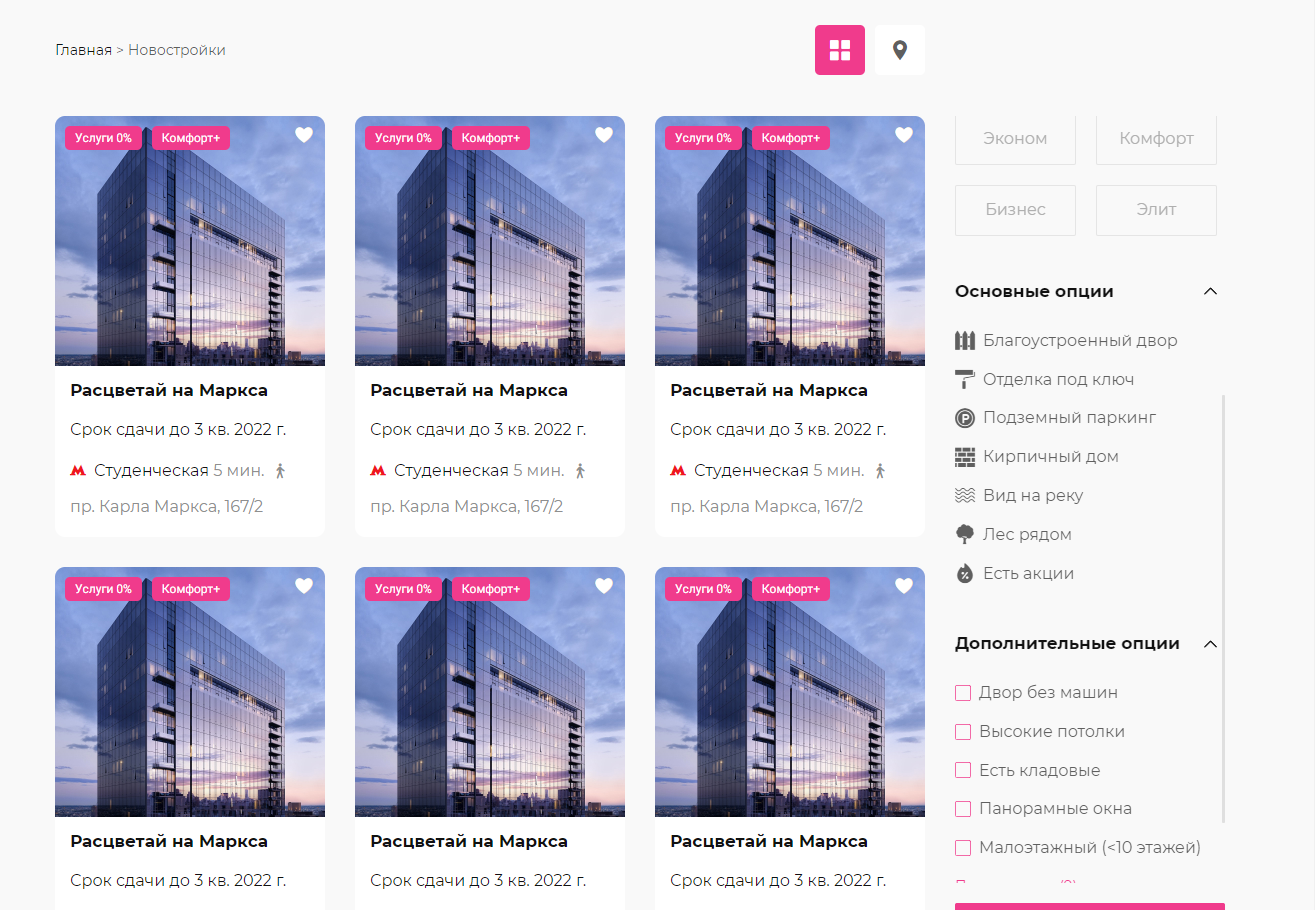 Главная > Новостройки
Услуги 0% Комфорт+
Услуги 0% Комфорт+
Услуги 0% Комфорт+
Расцветай на Маркса
Расцветай на Маркса
Расцветай на Маркса
Срок сдачи до 3 кв. 2022 г.
Срок сдачи до 3 кв. 2022 г.
Срок сдачи до 3 кв. 2022 г.
Студенческая 5 мин.
Студенческая 5 мин.
Студенческая 5 мин.
пр. Карла Маркса, 167/2
пр. Карла Маркса, 167/2
пр. Карла Маркса, 167/2
Услуги 0% Комфорт+
Услуги 0% Комфорт+
Услуги 0% Комфорт+
Расцветай на Маркса
Расцветай на Маркса
Расцветай на Маркса
Срок сдачи до 3 кв. 2022 г.
Срок сдачи до 3 кв. 2022 г.
Срок сдачи до 3 кв. 2022 г.
Эконом
Комфорт
Бизнес
Элит
Основные опции
Благоустроенный двор
Отделка под ключ
Подземный паркинг
Кирпичный дом
Вид на реку
Лес рядом
Есть акции
Дополнительные опции
Двор без машин
Высокие потолки
Есть кладовые
Панорамные окна
Малоэтажный (<10 этажей)